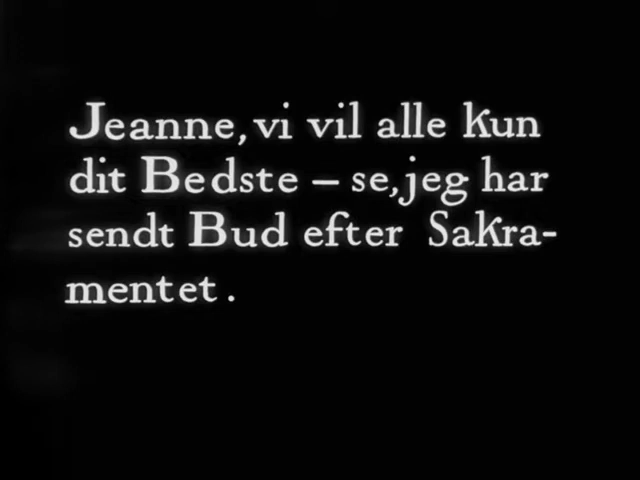 Jeanne, vi vil alle kun
dit Bedste – se, jeg har
sendt Bud efter Sakra-
mentet.